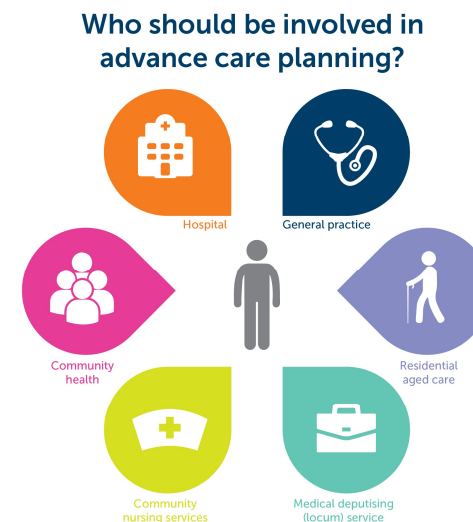 Who should be involved in
advance care planning?
Hospital
General practice
Community
health
Residential
aged care
Community
nursing services
Medical deputising
(locum) service